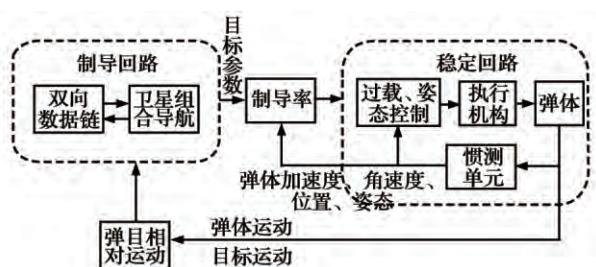 制导回路
双向
数据链
卫星组
合导航
目标参数
制导率
稳定回路
过载、姿
态控制
执行
机构
弹体
惯测
单元
弹体加速度、角速度、
位置、姿态
弹体运动
目标运动
弹目相
对运动